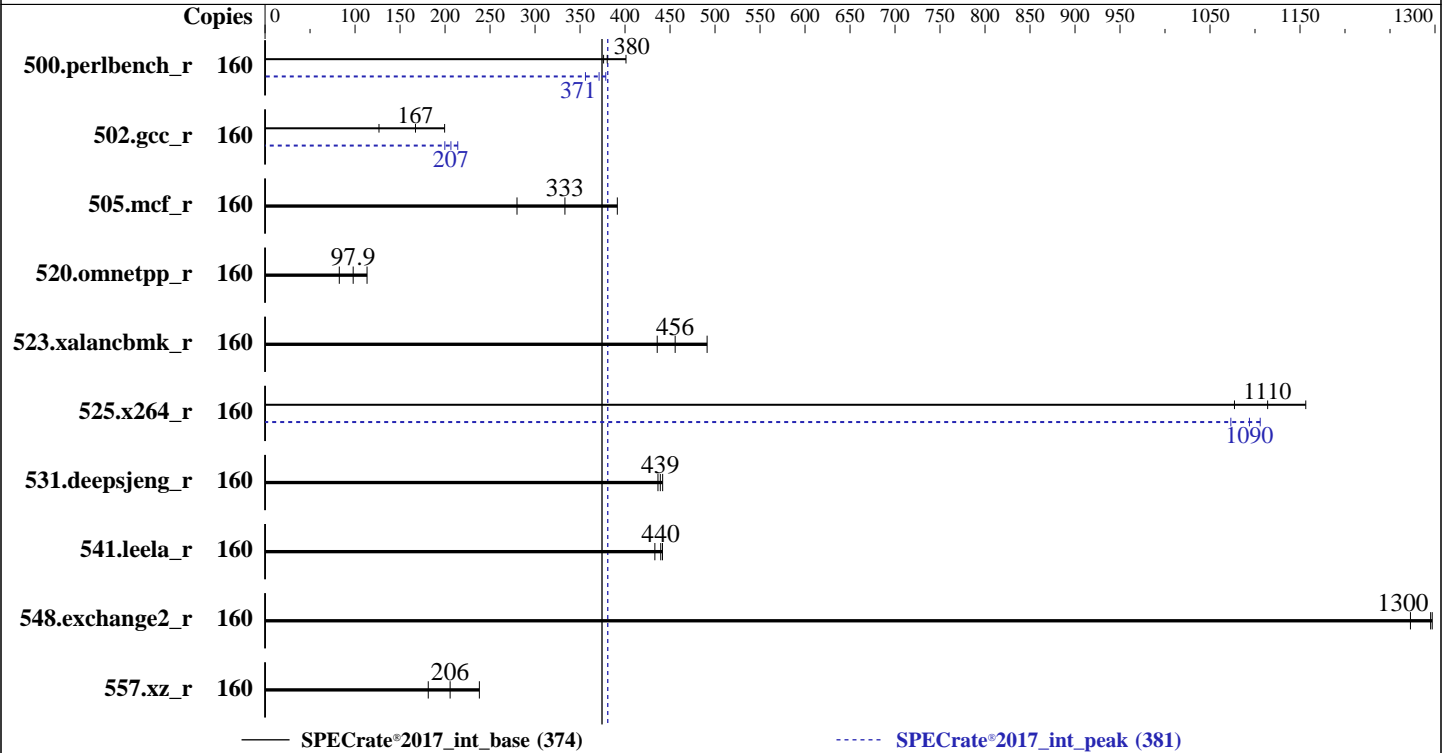 Copies 0 100 150 200 250 300 350 400 450 500 550 600 650 700 750 800 850 900 950 1050 1150 1300
500.perlbench_r 160 380
371
502.gcc_r 160 167
207
505.mcf_r 160 333
520.omnetpp_r 160 97.9
523.xalancbmk_r 160 456
525.x264_r 160 1110
1090
531.deepsjeng_r 160 439
541.leela_r 160 440
548.exchange2_r 160 1300
557.xz_r 160 206
SPECrate®2017_int_base (374) SPECrate®2017_int_peak (381)